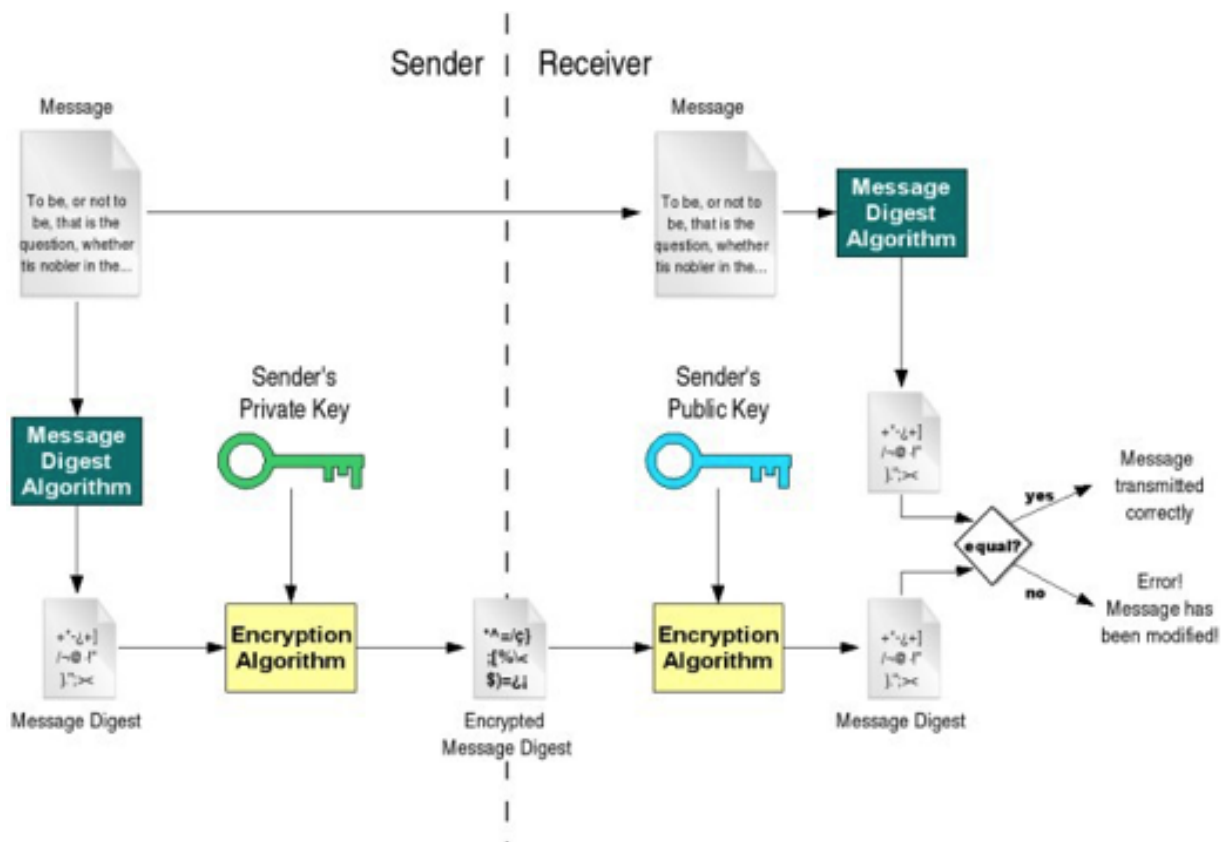 Sender
Receiver
Message
To be, or not to
be, that is the
question, whether
tis nobler in the...
Message
To be, or not to
be, that is the
question, whether
tis nobler in the...
Message
Digest
Algorithm
Sender's
Private Key
Sender's
Public Key
Message
Digest
Algorithm
+*-¿+]
/¬@·!"
}.";><
yes
Message
transmitted
correctly
equal?
no
Error!
Message has
been modified!
+*-¿+]
/¬@·!"
}.";><
Message Digest
Encryption
Algorithm
*^=/ç}
;[%\<
$)=¿¡
Encrypted
Message Digest
Encryption
Algorithm
+*-¿+]
/¬@·!"
}.";><
Message Digest